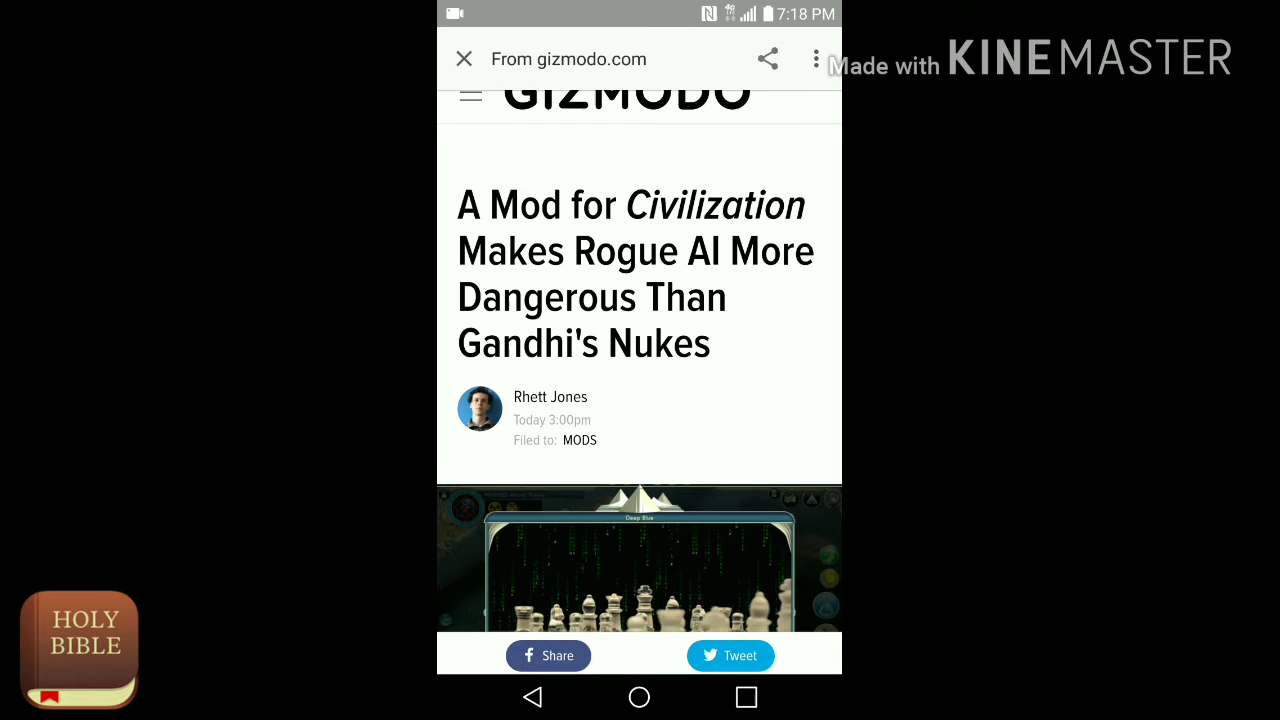 4G
7:18 PM
From gizmodo.com
Made with KINEMASTER
GIZMODO
A Mod for Civilization
Makes Rogue AI More
Dangerous Than
Gandhi's Nukes
Rhett Jones
Today 3:00pm
Filed to: MODS
Deep Blue
Share
Tweet
HOLY
BIBLE